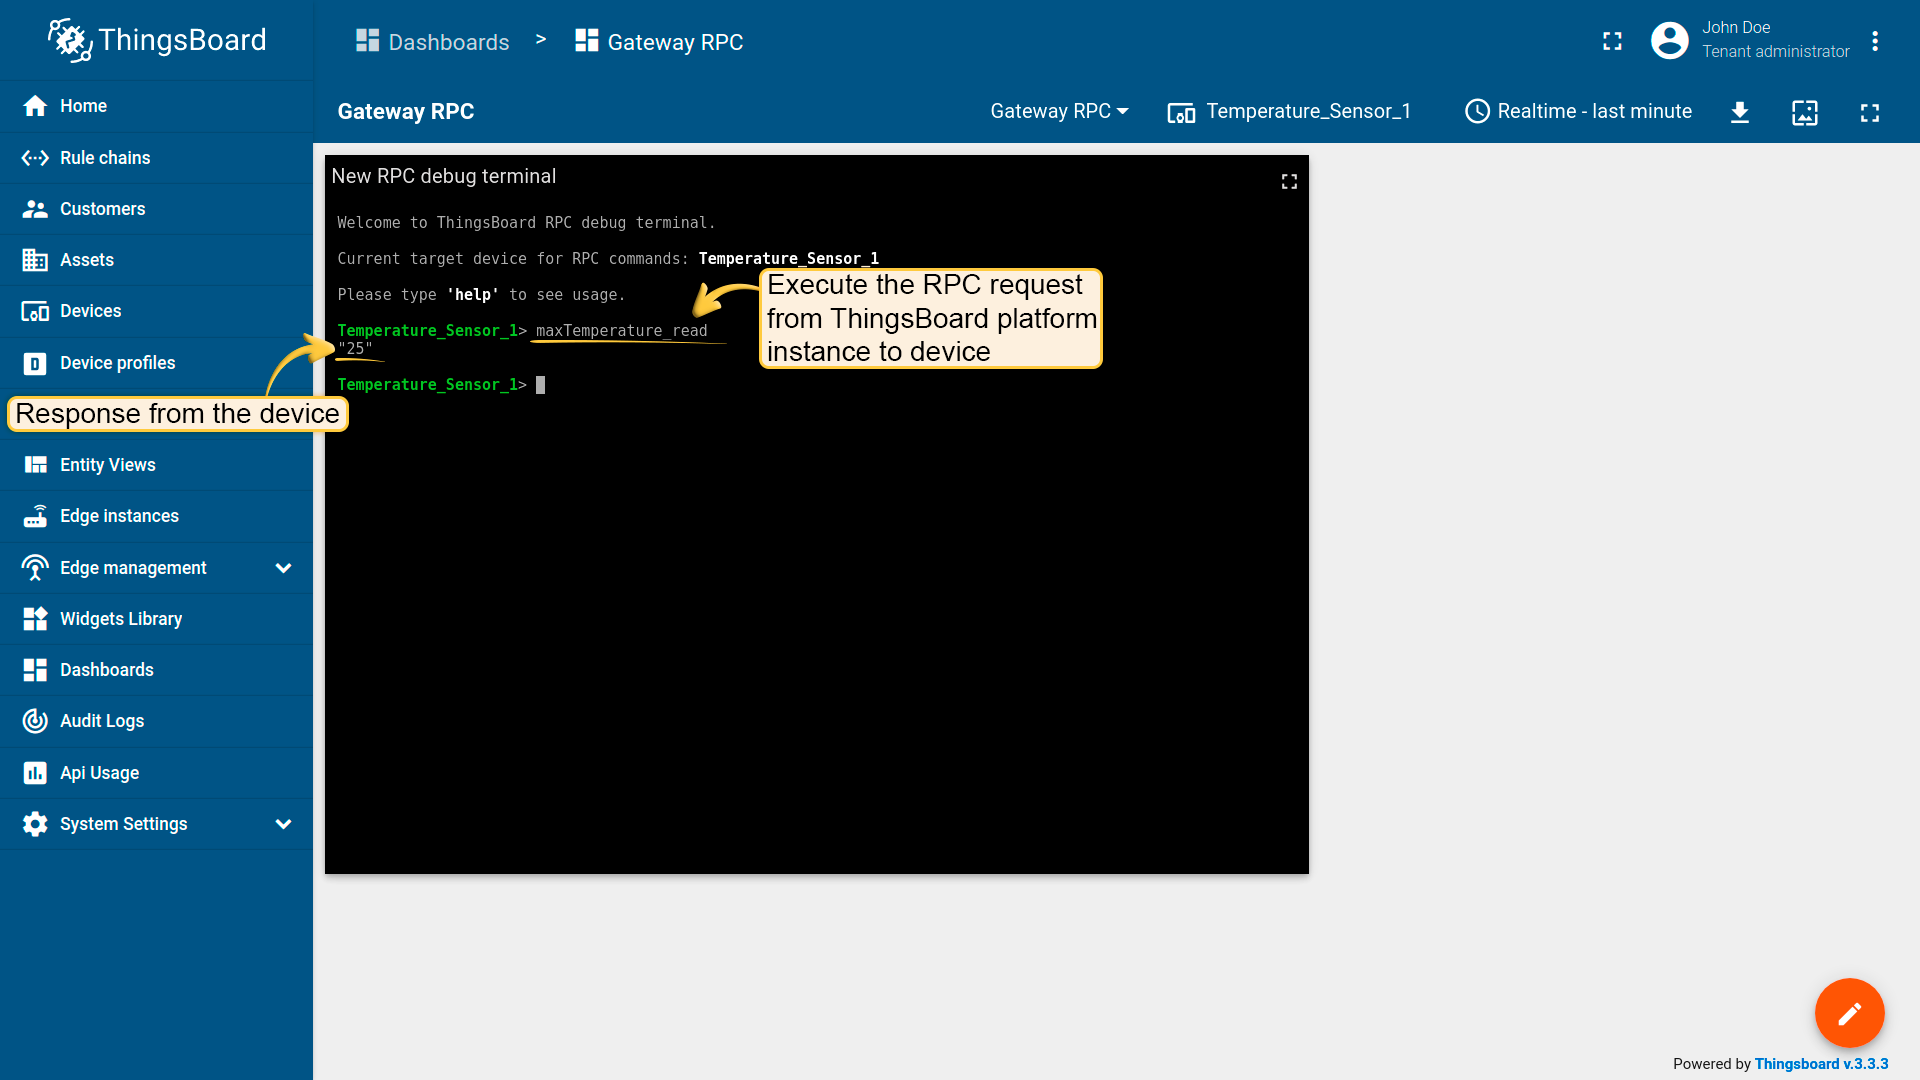 ThingsBoard
Dashboards > Gateway RPC
John Doe
Tenant administrator
Home
Rule chains
Customers
Assets
Devices
Device profiles
Response from the device
Entity Views
Edge instances
Edge management
Widgets Library
Dashboards
Audit Logs
Api Usage
System Settings
Gateway RPC
Gateway RPC
Temperature_Sensor_1
Realtime - last minute
New RPC debug terminal
Welcome to ThingsBoard RPC debug terminal.
Current target device for RPC commands: Temperature_Sensor_1
Please type 'help' to see usage.
Temperature_Sensor_1> maxTemperature_read
"25"
Temperature_Sensor_1>
Execute the RPC request
from ThingsBoard platform
instance to device
Powered by Thingsboard v.3.3.3